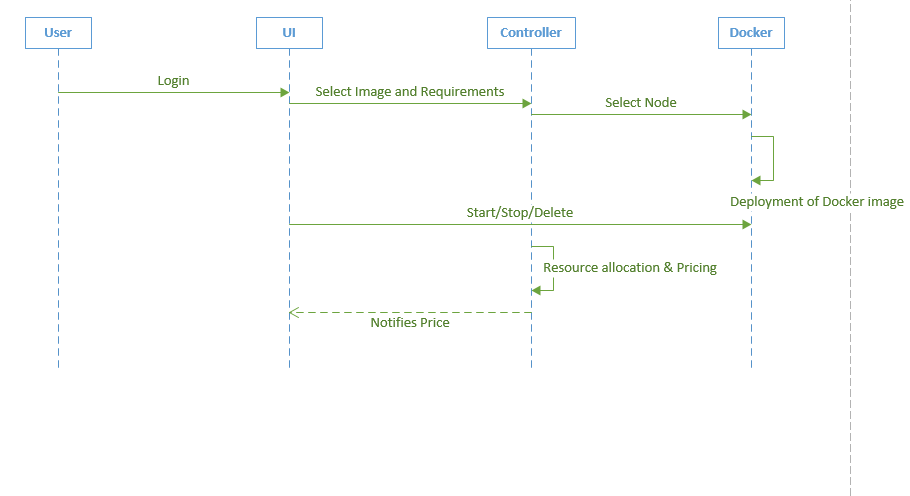 User
UI
Controller
Docker
Login
Select Image and Requirements
Select Node
Deployment of Docker image
Start/Stop/Delete
Resource allocation & Pricing
Notifies Price